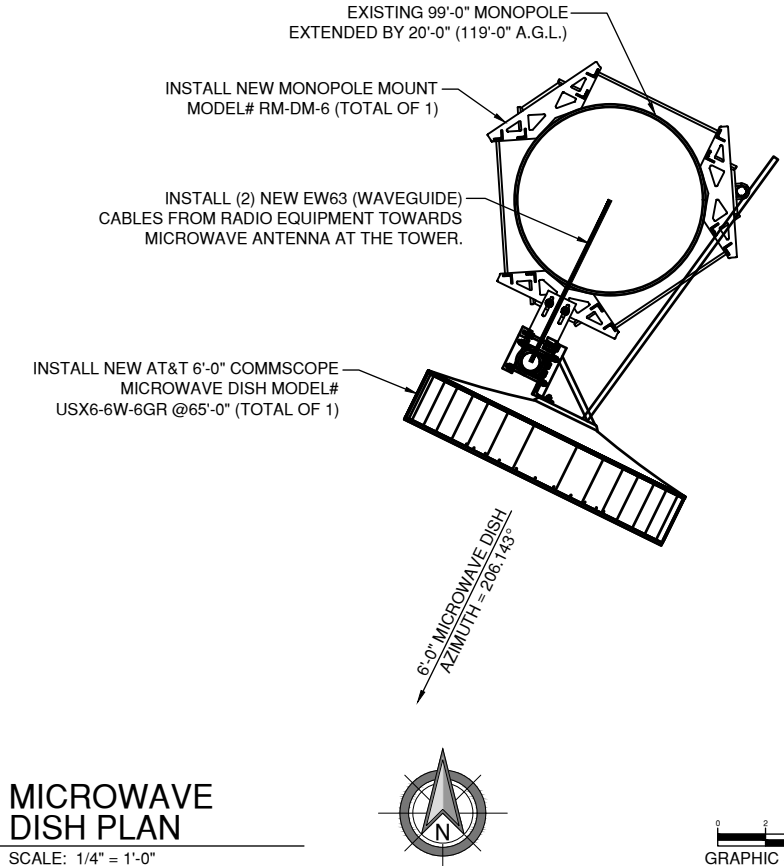 EXISTING 99'-0" MONOPOLE
EXTENDED BY 20'-0" (119'-0" A.G.L.)
INSTALL NEW MONOPOLE MOUNT
MODEL# RM-DM-6 (TOTAL OF 1)
INSTALL (2) NEW EW63 (WAVEGUIDE)
CABLES FROM RADIO EQUIPMENT TOWARDS
MICROWAVE ANTENNA AT THE TOWER.
INSTALL NEW AT&T 6'-0" COMMSCOPE
MICROWAVE DISH MODEL#
USX6-6W-6GR @65'-0" (TOTAL OF 1)
6'-0" MICROWAVE DISH
AZIMUTH = 206.143°
MICROWAVE
DISH PLAN
SCALE: 1/4" = 1'-0"
N
0 2
GRAPHIC